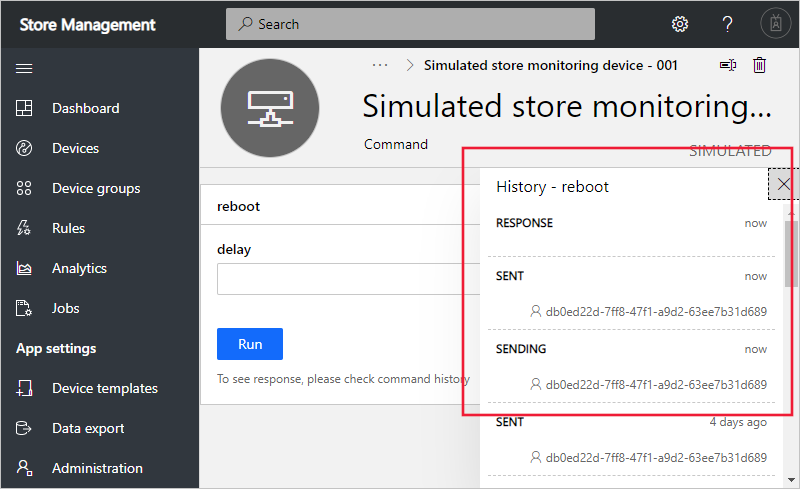 Store Management
Search
?
Dashboard
Devices
Device groups
Rules
Analytics
Jobs
App settings
Device templates
Data export
Administration
··· > Simulated store monitoring device - 001
Simulated store monitoring...
Command
SIMULATED
reboot
delay
Run
To see response, please check command history
History - reboot
RESPONSE now
SENT now
db0ed22d-7ff8-47f1-a9d2-63ee7b31d689
SENDING now
db0ed22d-7ff8-47f1-a9d2-63ee7b31d689
SENT 4 days ago
db0ed22d-7ff8-47f1-a9d2-63ee7b31d689